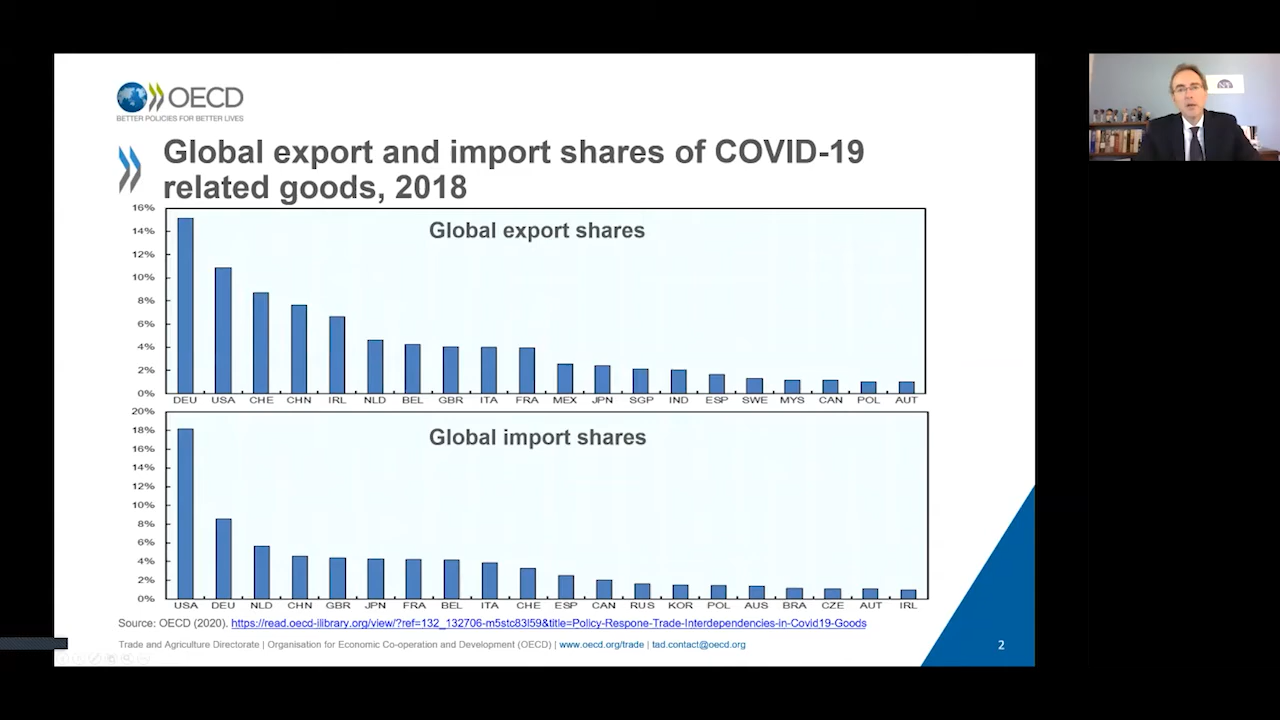 OECD
BETTER POLICIES FOR BETTER LIVES
Global export and import shares of COVID-19
related goods, 2018
16%
14%
12%
10%
8%
6%
4%
2%
0%
Global export shares
DEU USA CHE CHN IRL NLD BEL GBR ITA FRA MEX JPN SGP IND ESP SWE MYS CAN POL AUT
20%
18%
16%
14%
12%
10%
8%
6%
4%
2%
0%
Global import shares
USA DEU NLD CHN GBR JPN FRA BEL ITA CHE ESP CAN RUS KOR POL AUS BRA CZE AUT IRL
Source: OECD (2020), https://read.oecd-ilibrary.org/view/?ref=132_132706-m5stc83l59&title=Policy-Respone-Trade-Interdependencies-in-Covid19-Goods
Trade and Agriculture Directorate | Organisation for Economic Co-operation and Development (OECD) | www.oecd.org/trade | tad.contact@oecd.org
2